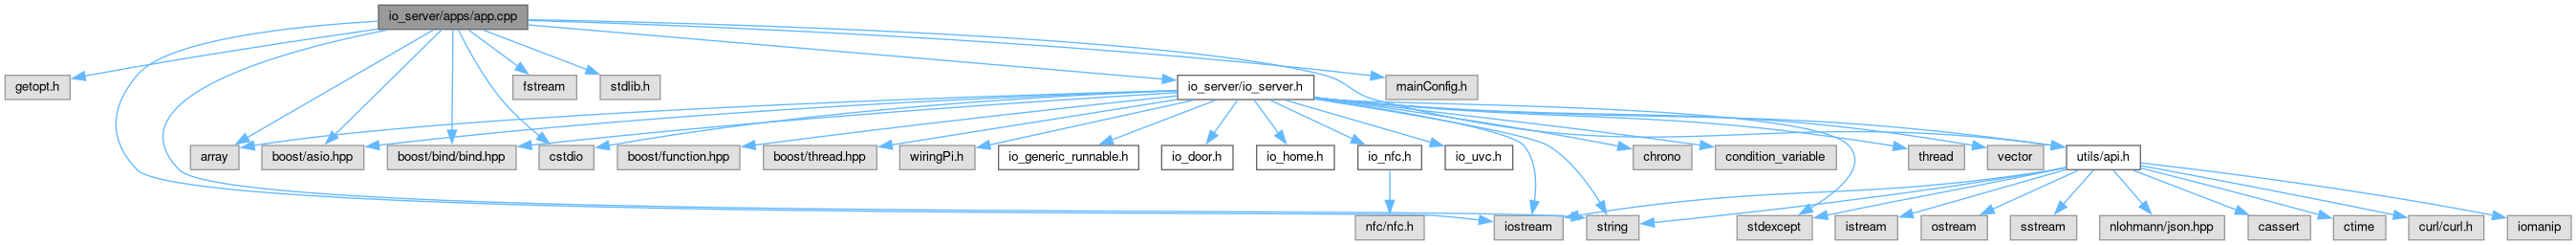 io_server/apps/app.cpp
getopt.h
fstream
stdlib.h
io_server/io_server.h
mainConfig.h
array
boost/asio.hpp
boost/bind/bind.hpp
cstdio
boost/function.hpp
boost/thread.hpp
wiringPi.h
io_generic_runnable.h
io_door.h
io_home.h
io_nfc.h
io_uvc.h
chrono
condition_variable
thread
vector
utils/api.h
nfc/nfc.h
iostream
string
stdexcept
istream
ostream
sstream
nlohmann/json.hpp
cassert
ctime
curl/curl.h
iomanip